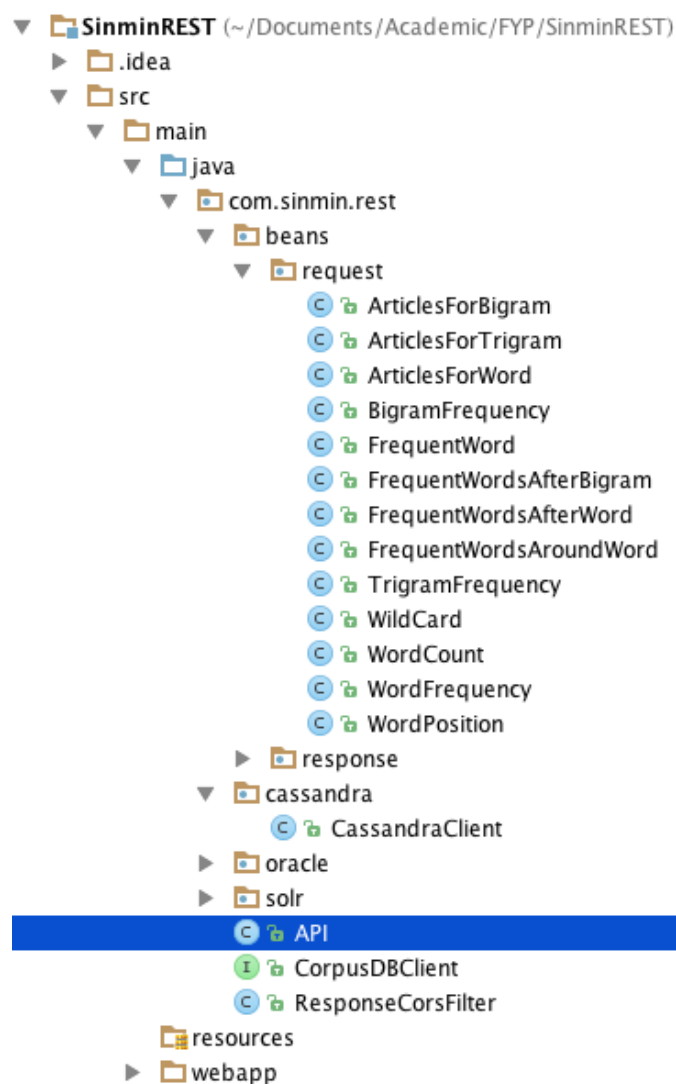 SinminREST (~/Documents/Academic/FYP/SinminREST)
.idea
src
main
java
com.sinmin.rest
beans
request
C ArticlesForBigram
C ArticlesForTrigram
C ArticlesForWord
C BigramFrequency
C FrequentWord
C FrequentWordsAfterBigram
C FrequentWordsAfterWord
C FrequentWordsAroundWord
C TrigramFrequency
C WildCard
C WordCount
C WordFrequency
C WordPosition
response
cassandra
C CassandraClient
oracle
solr
C API
I CorpusDBClient
C ResponseCorsFilter
resources
webapp